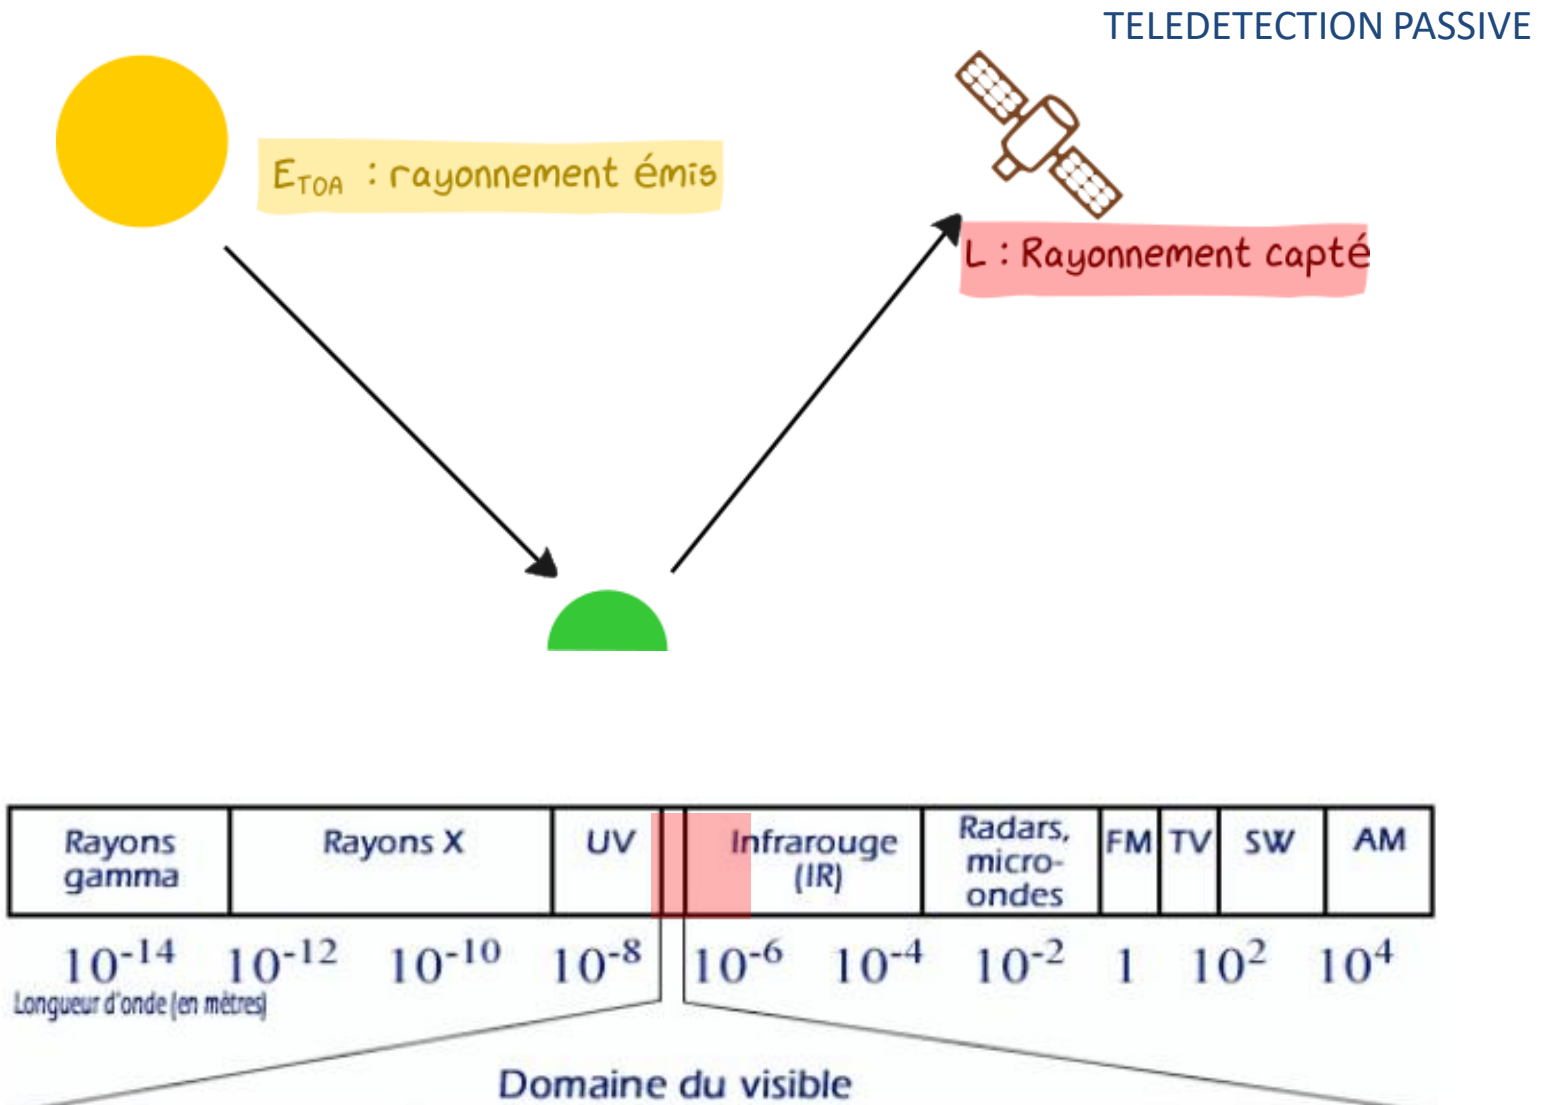 TELEDETECTION PASSIVE
E_TOA : rayonnement émis
L : Rayonnement capté
Rayons gamma
Rayons X
UV
Infrarouge (IR)
Radars, micro-ondes
FM
TV
SW
AM
10⁻¹⁴ 10⁻¹² 10⁻¹⁰ 10⁻⁸ 10⁻⁶ 10⁻⁴ 10⁻² 1 10² 10⁴
Longueur d'onde (en mètres)
Domaine du visible